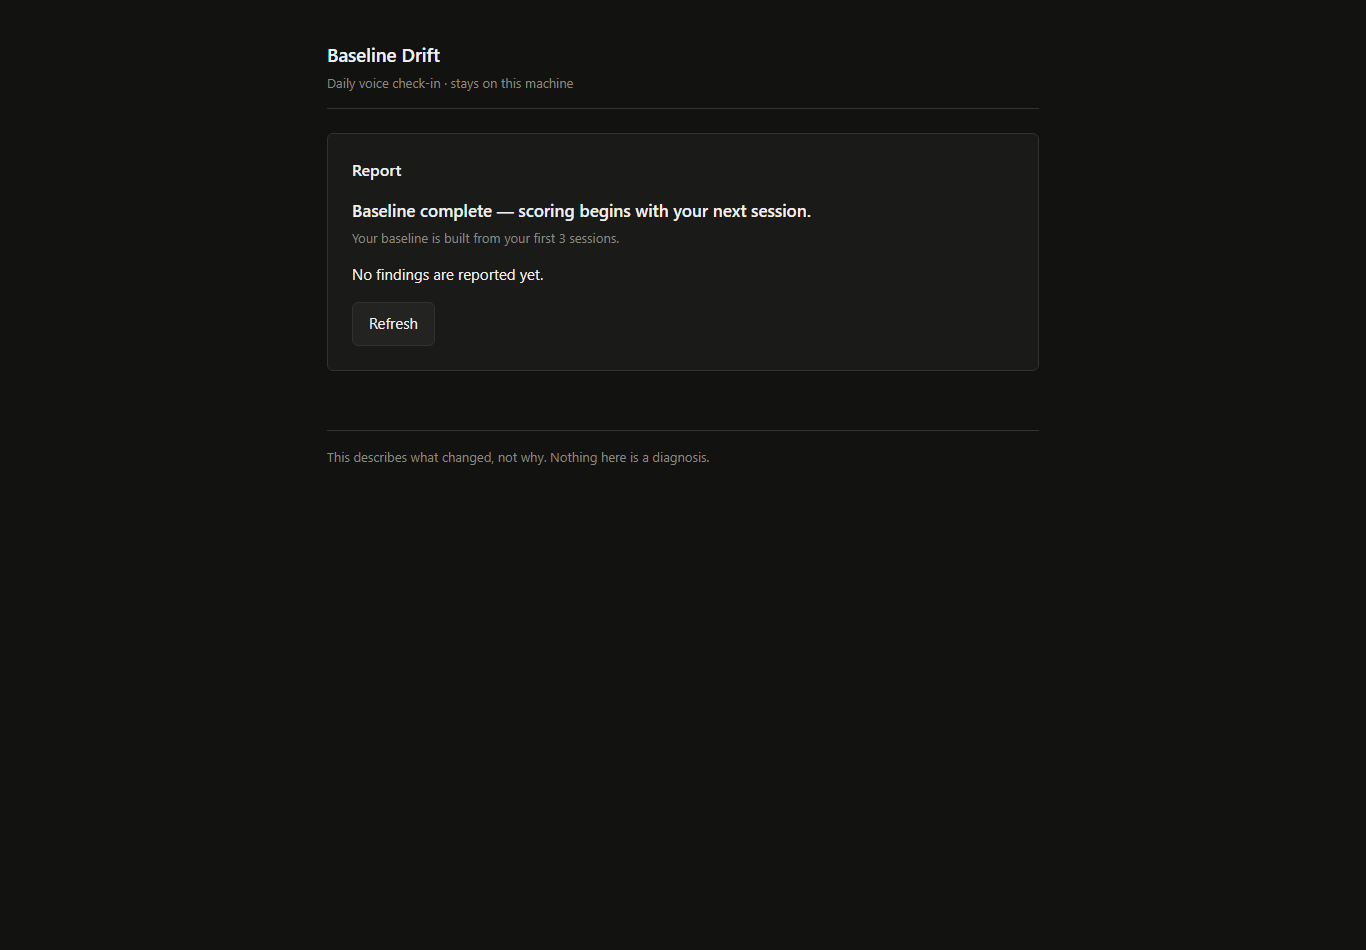 Baseline Drift
Daily voice check-in · stays on this machine
Report
Baseline complete — scoring begins with your next session.
Your baseline is built from your first 3 sessions.
No findings are reported yet.
Refresh
This describes what changed, not why. Nothing here is a diagnosis.